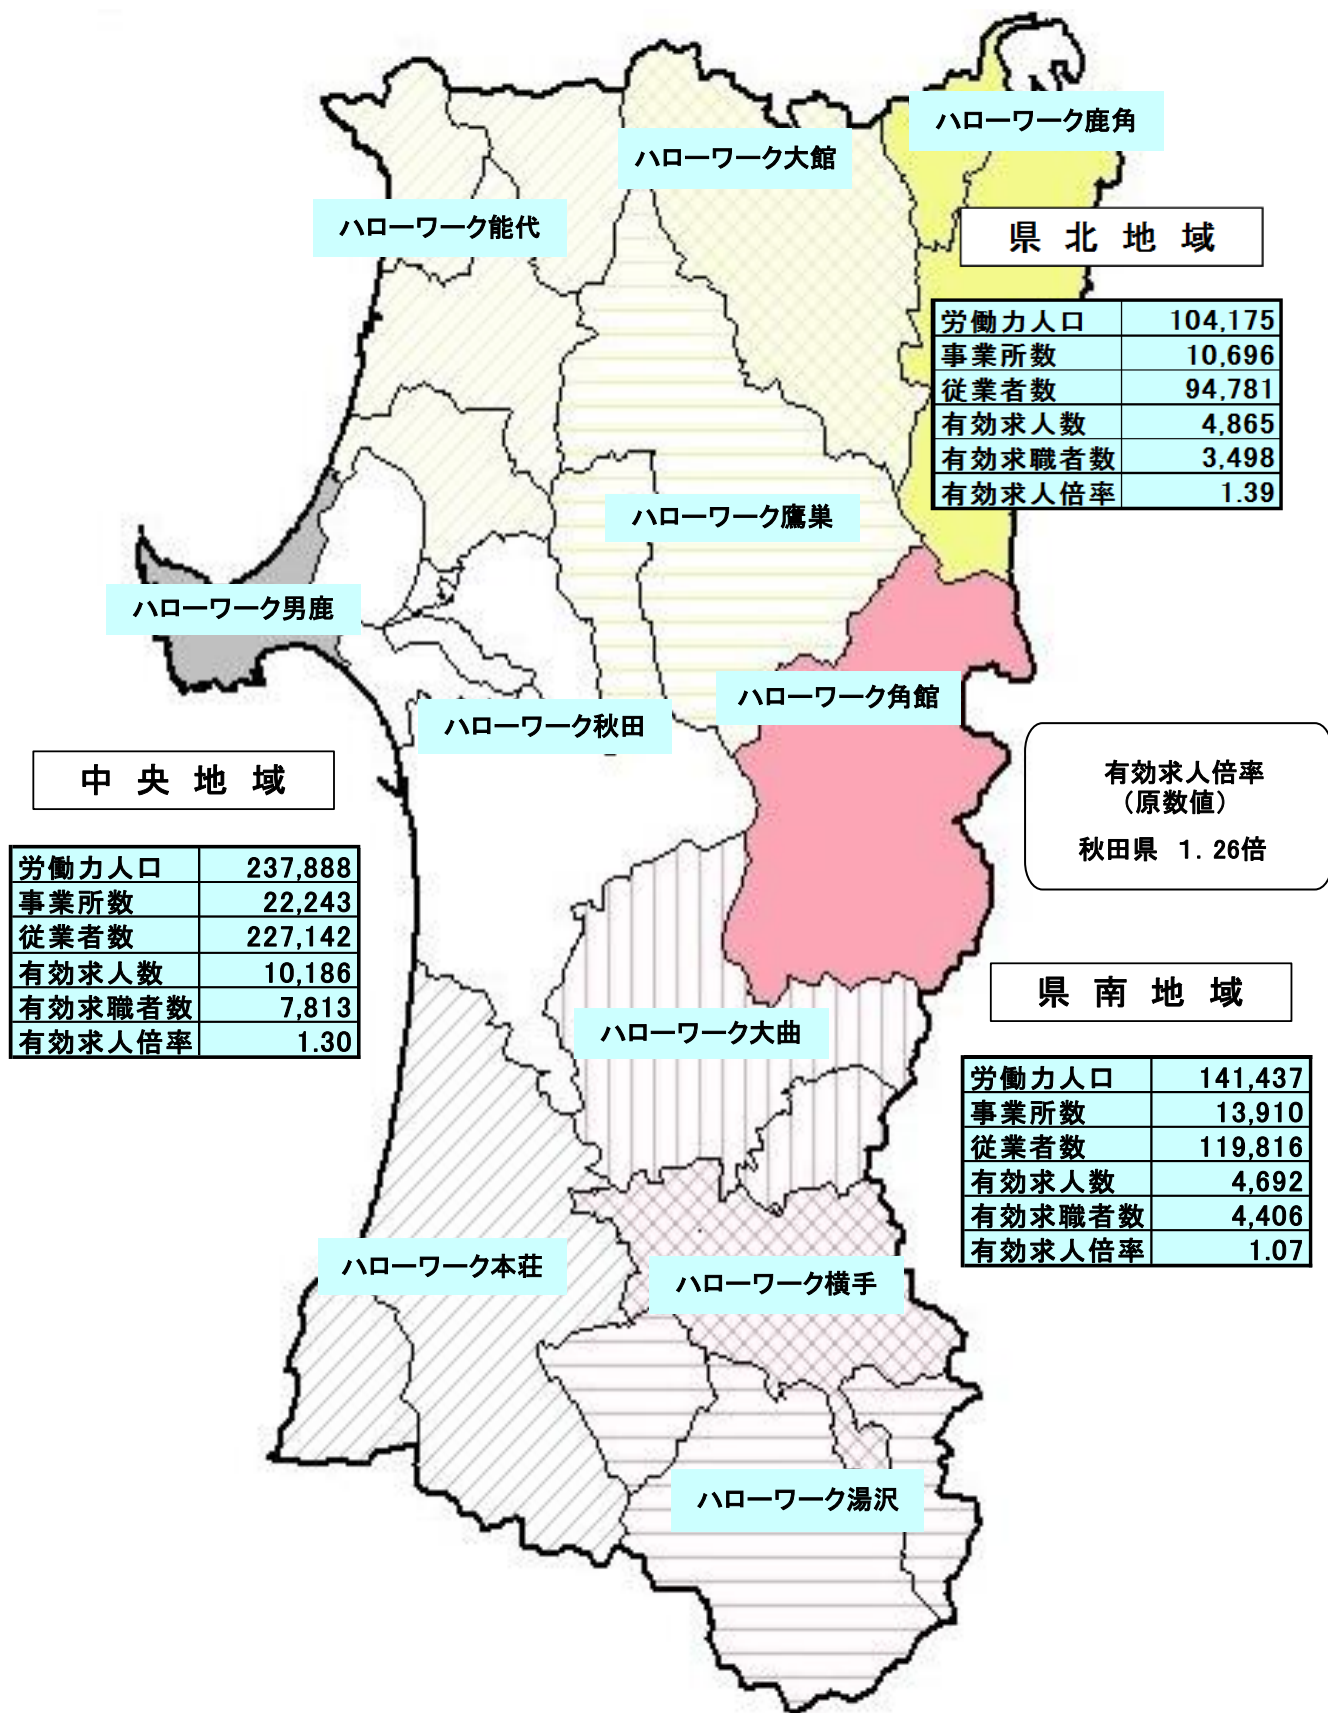 ハローワーク鹿角
ハローワーク大館
ハローワーク能代
県北地域
労働力人口 104,175
事業所数 10,696
従業者数 94,781
有効求人数 4,865
有効求職者数 3,498
有効求人倍率 1.39
ハローワーク鷹巣
ハローワーク男鹿
ハローワーク角館
ハローワーク秋田
中央地域
労働力人口 237,888
事業所数 22,243
従業者数 227,142
有効求人数 10,186
有効求職者数 7,813
有効求人倍率 1.30
有効求人倍率
（原数値）
秋田県 1.26倍
県南地域
労働力人口 141,437
事業所数 13,910
従業者数 119,816
有効求人数 4,692
有効求職者数 4,406
有効求人倍率 1.07
ハローワーク大曲
ハローワーク本荘
ハローワーク横手
ハローワーク湯沢